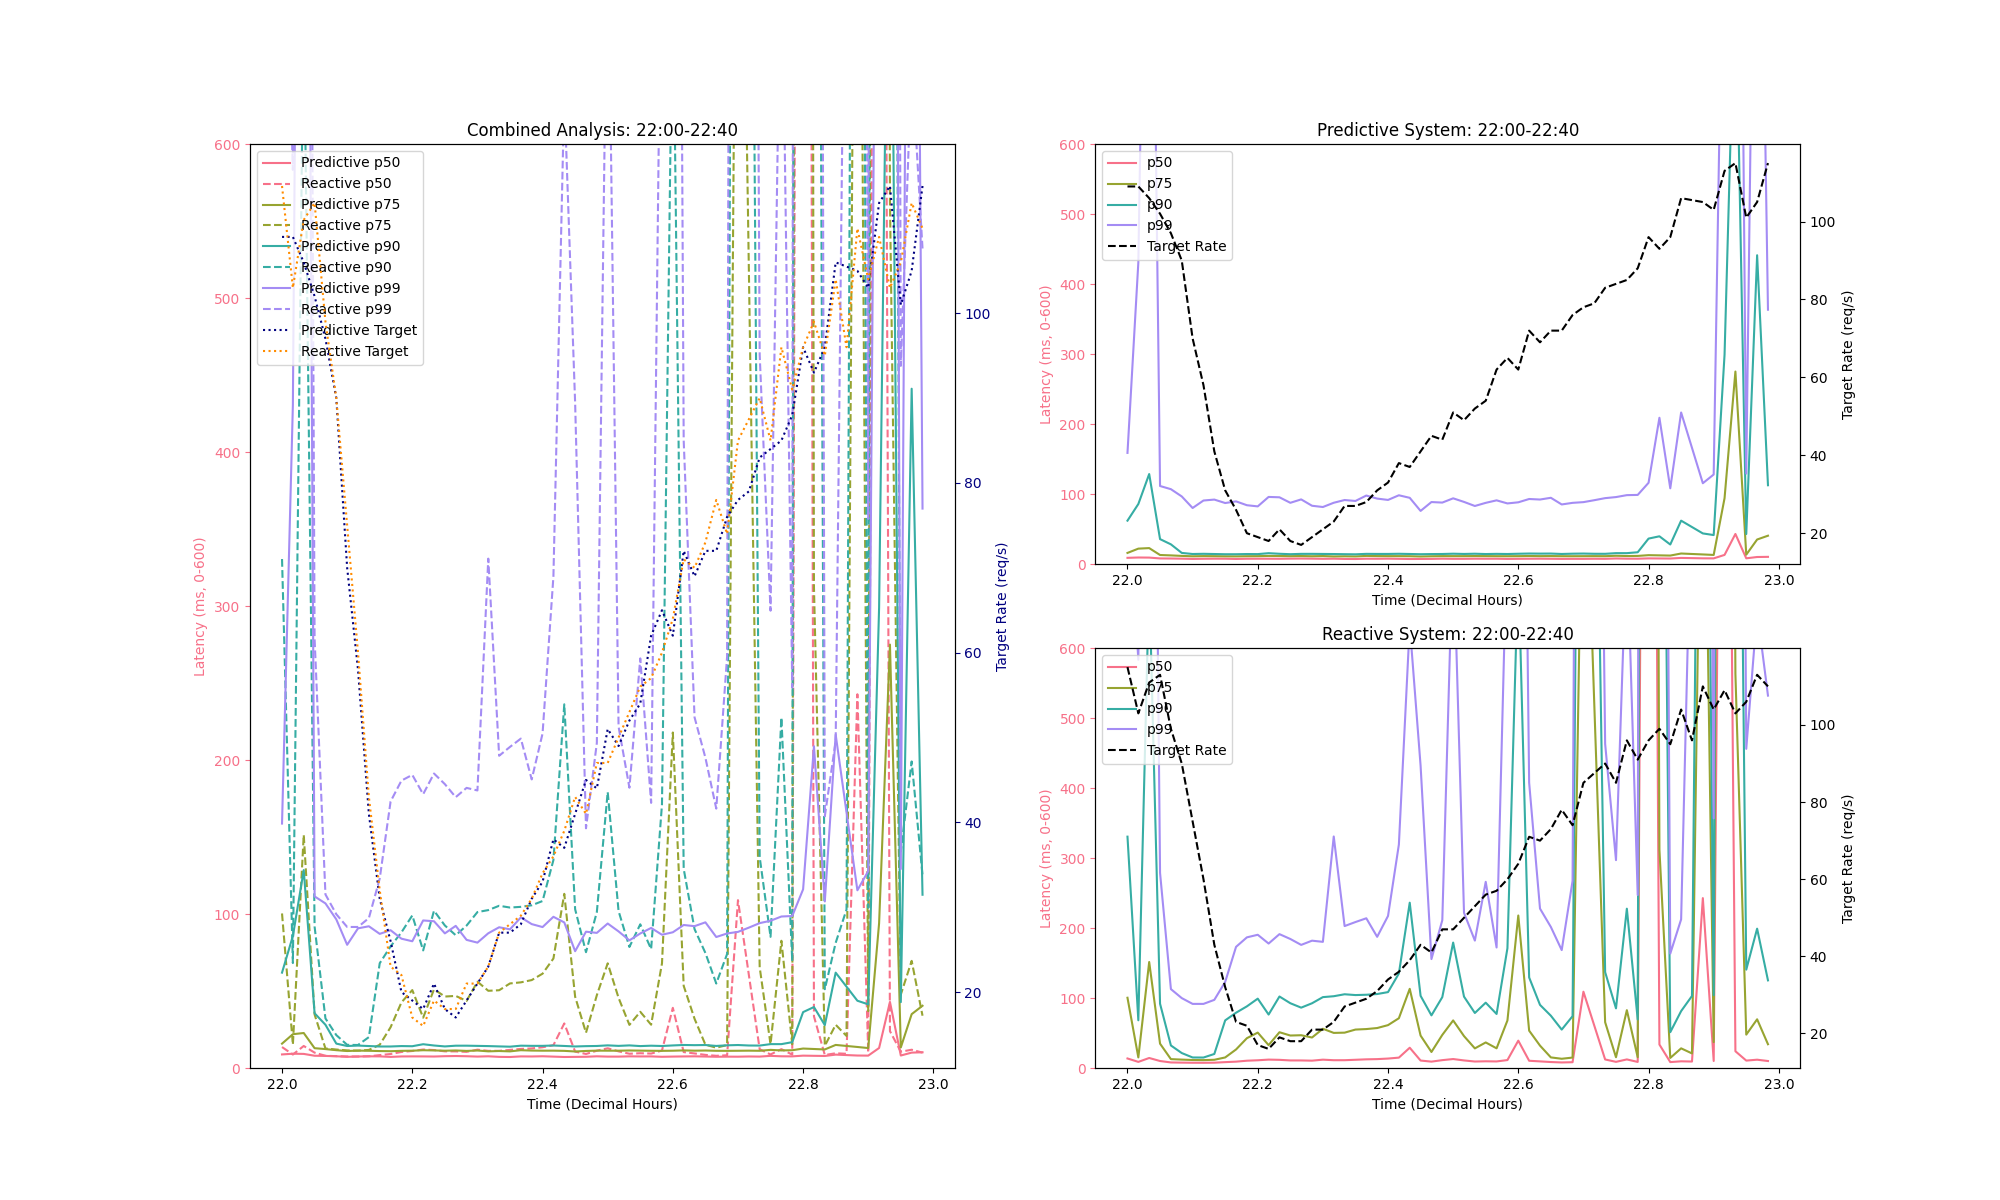 Combined Analysis: 22:00-22:40
600
500
400
300
200
100
0
Latency (ms, 0-600)
Predictive p50
Reactive p50
Predictive p75
Reactive p75
Predictive p90
Reactive p90
Predictive p99
Reactive p99
Predictive Target
Reactive Target
100
80
60
40
20
Target Rate (req/s)
22.0 22.2 22.4 22.6 22.8 23.0
Time (Decimal Hours)
Predictive System: 22:00-22:40
600
500
400
300
200
100
0
Latency (ms, 0-600)
p50
p75
p90
p99
Target Rate
100
80
60
40
20
Target Rate (req/s)
22.0 22.2 22.4 22.6 22.8 23.0
Time (Decimal Hours)
Reactive System: 22:00-22:40
600
500
400
300
200
100
0
Latency (ms, 0-600)
p50
p75
p90
p99
Target Rate
100
80
60
40
20
Target Rate (req/s)
22.0 22.2 22.4 22.6 22.8 23.0
Time (Decimal Hours)